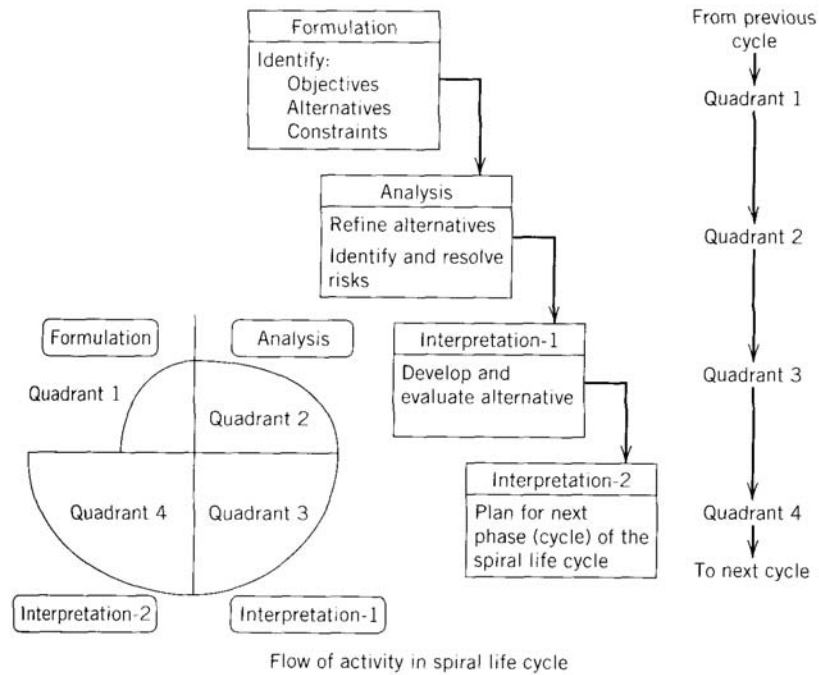 Formulation
Identify:
Objectives
Alternatives
Constraints
Analysis
Refine alternatives
Identify and resolve
risks
Interpretation-1
Develop and
evaluate alternative
Interpretation-2
Plan for next
phase (cycle) of the
spiral life cycle
From previous
cycle
Quadrant 1
Quadrant 2
Quadrant 3
Quadrant 4
To next cycle
Formulation
Analysis
Quadrant 1
Quadrant 2
Quadrant 4
Quadrant 3
Interpretation-2
Interpretation-1
Flow of activity in spiral life cycle